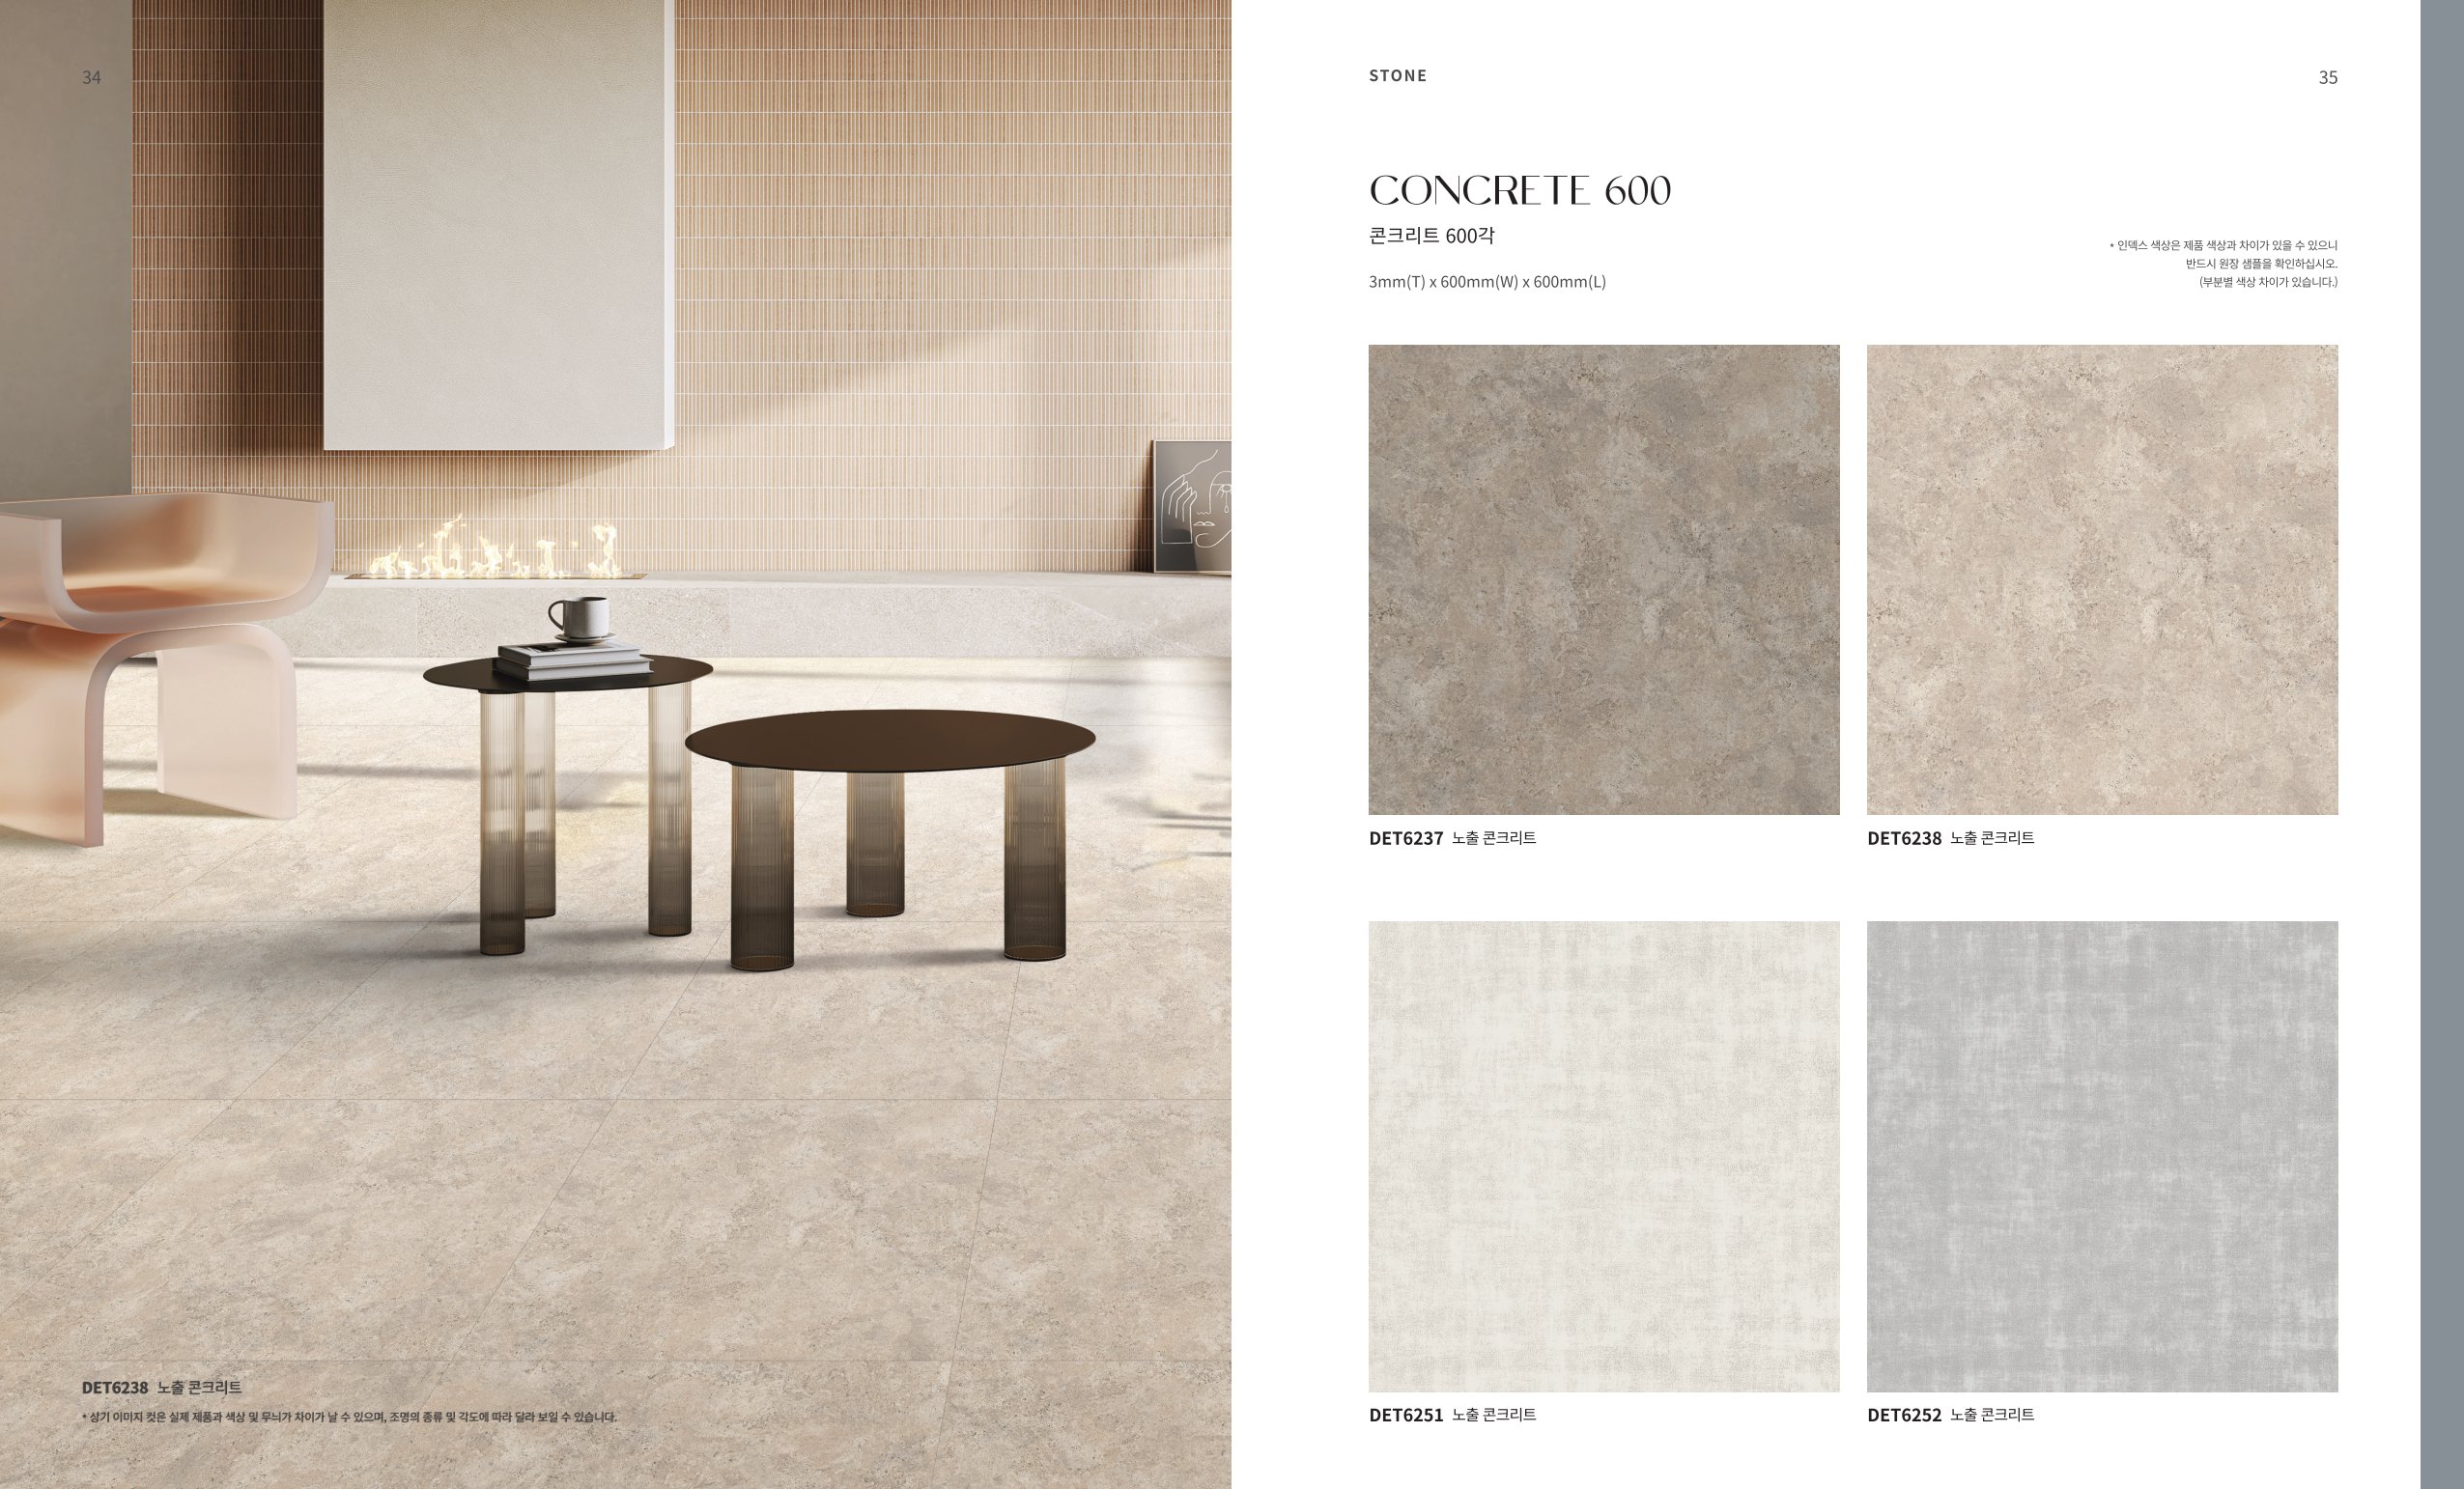 34
DET6238 노출 콘크리트
* 상기 이미지 컷은 실제 제품과 색상 및 무늬가 차이가 날 수 있으며, 조명의 종류 및 각도에 따라 달라 보일 수 있습니다.
STONE
35
CONCRETE 600
콘크리트 600각
3mm(T) x 600mm(W) x 600mm(L)
* 인덱스 색상은 제품 색상과 차이가 있을 수 있으니
반드시 원장 샘플을 확인하십시오.
(부분별 색상 차이가 있습니다.)
DET6237 노출 콘크리트
DET6238 노출 콘크리트
DET6251 노출 콘크리트
DET6252 노출 콘크리트